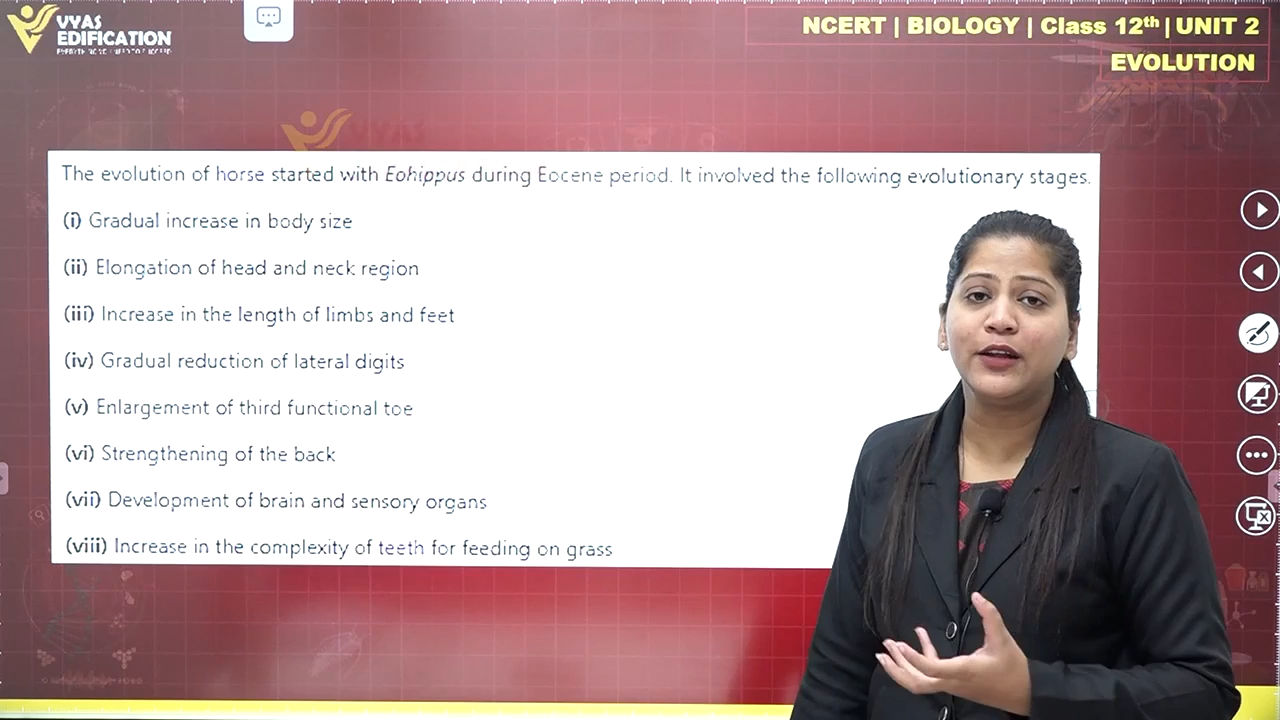 VYAS
EDIFICATION
NCERT | BIOLOGY | Class 12th | UNIT 2
EVOLUTION
VYAS
The evolution of horse started with Eohippus during Eocene period. It involved the following evolutionary stages.
(i) Gradual increase in body size
(ii) Elongation of head and neck region
(iii) Increase in the length of limbs and feet
(iv) Gradual reduction of lateral digits
(v) Enlargement of third functional toe
(vi) Strengthening of the back
(vii) Development of brain and sensory organs
(viii) Increase in the complexity of teeth for feeding on grass